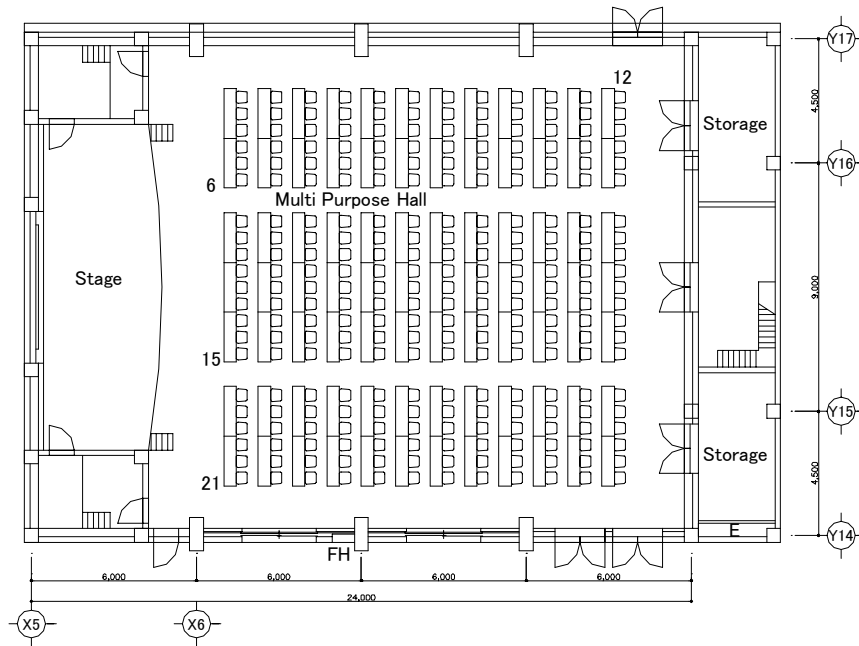 Y17
12
4,500
Storage
Y16
6
Multi Purpose Hall
Stage
9,000
15
Y15
Storage
4,500
21
E
Y14
FH
6,000
6,000
6,000
6,000
24,000
X5
X6